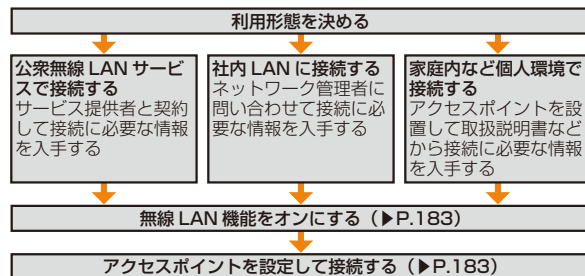 利用形態を決める
公衆無線 LAN サービ
スで接続する
サービス提供者と契約
して接続に必要な情報
を入手する
社内 LAN に接続する
ネットワーク管理者に
問い合わせて接続に必
要な情報を入手する
家庭内など個人環境で
接続する
アクセスポイントを設
置して取扱説明書など
から接続に必要な情報
を入手する
無線 LAN 機能をオンにする（▶P.183）
アクセスポイントを設定して接続する（▶P.183）